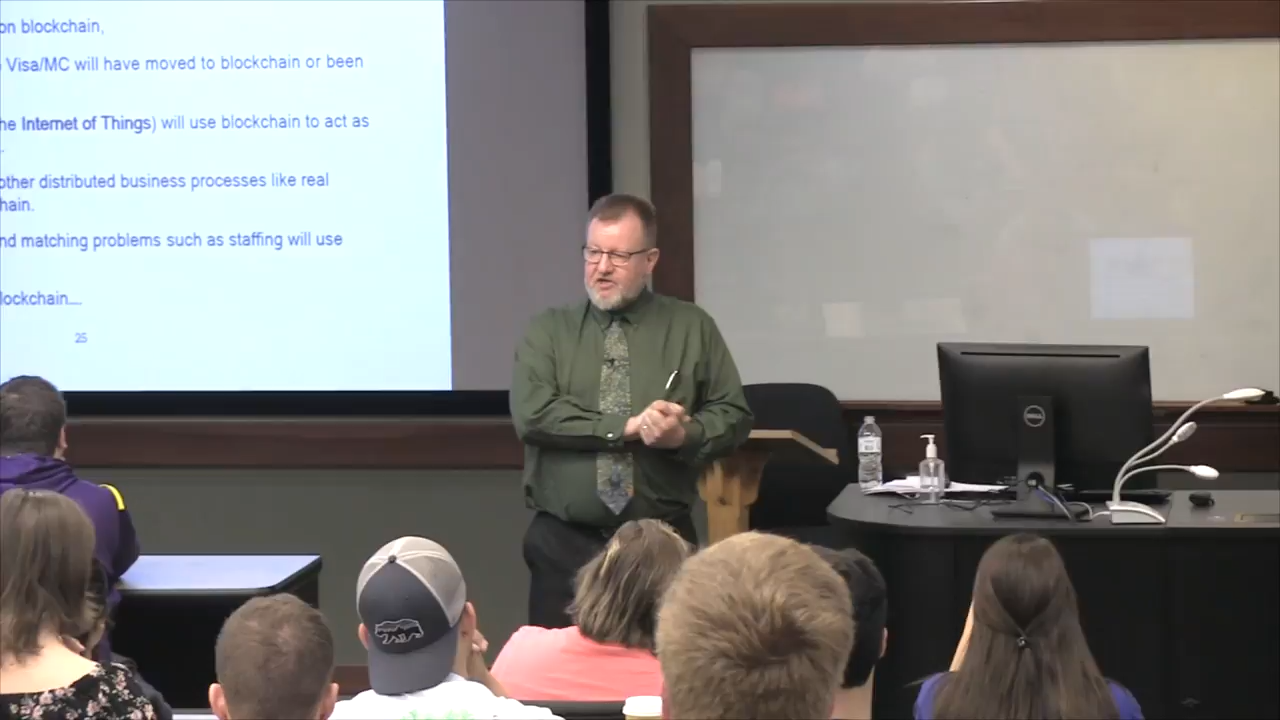 on blockchain,
Visa/MC will have moved to blockchain or been
he Internet of Things) will use blockchain to act as
other distributed business processes like real
hain.
nd matching problems such as staffing will use
lockchain....
25
DELL